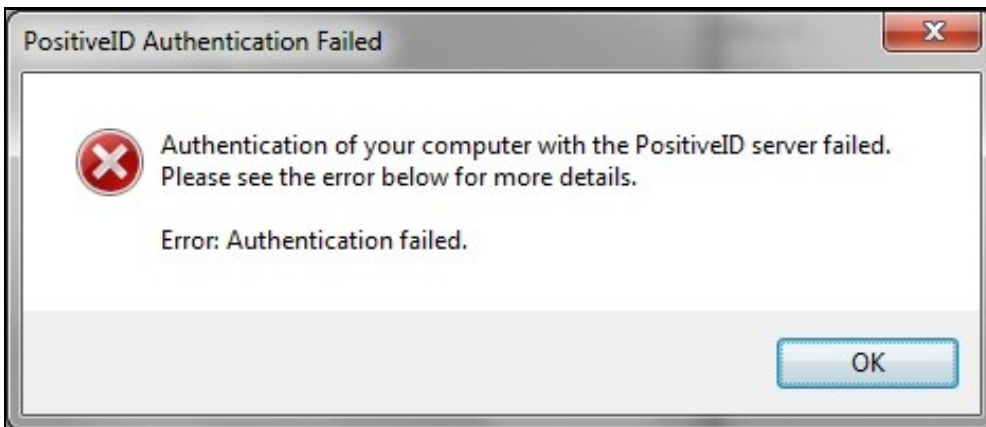 PositiveID Authentication Failed
Authentication of your computer with the PositiveID server failed.
Please see the error below for more details.
Error: Authentication failed.
OK